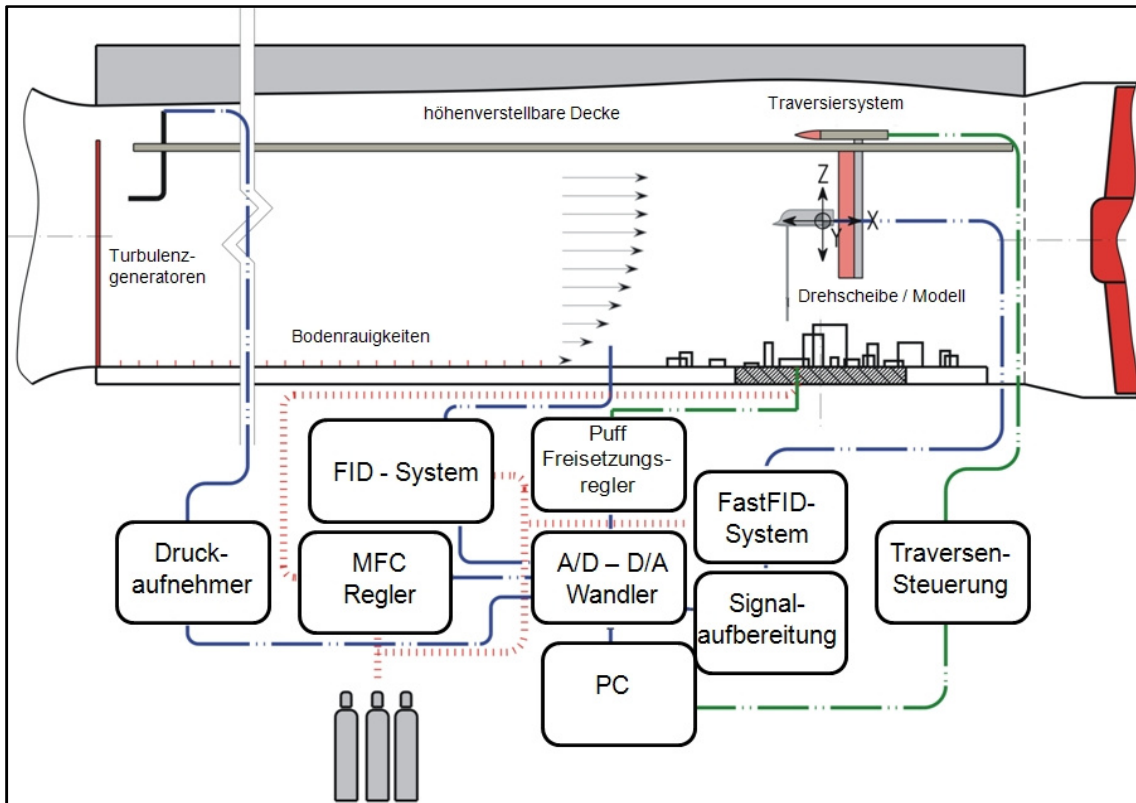 höhenverstellbare Decke
Traversiersystem
Z
X
Y
Turbulenz-
generatoren
Drehscheibe / Modell
Bodenrauigkeiten
FID - System
Puff
Freisetzungs-
regler
FastFID-
System
Druck-
aufnehmer
MFC
Regler
A/D – D/A
Wandler
Signal-
aufbereitung
Traversen-
Steuerung
PC